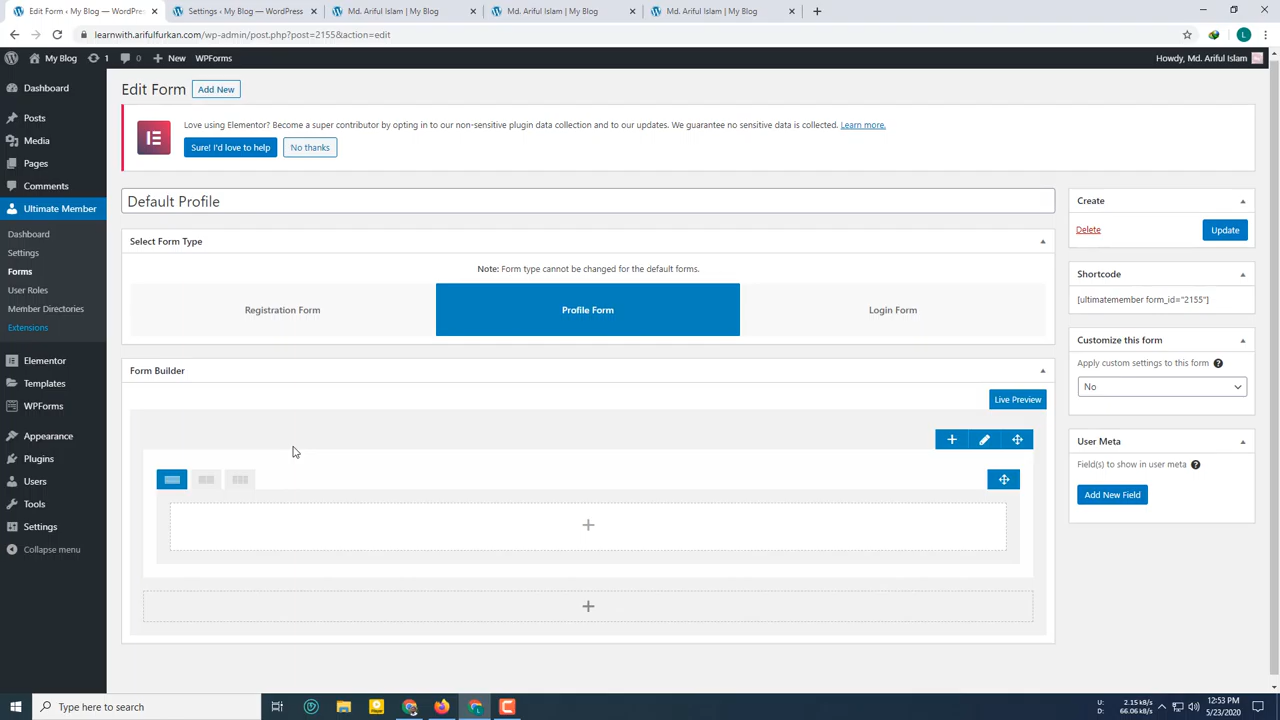 Edit Form ‹ My Blog — WordPress
Settings ‹ My Blog — WordPress
Md. Ariful Islam | My Blog
Md. Ariful Islam | My Blog
Md. Ariful Islam | My Blog
learnwith.arifulfurkan.com/wp-admin/post.php?post=2155&action=edit
L
My Blog
1
0
New
WPForms
Howdy, Md. Ariful Islam
Dashboard
Posts
Media
Pages
Comments
Ultimate Member
Dashboard
Settings
Forms
User Roles
Member Directories
Extensions
Elementor
Templates
WPForms
Appearance
Plugins
Users
Tools
Settings
Collapse menu
Edit Form
Add New
Love using Elementor? Become a super contributor by opting in to our non-sensitive plugin data collection and to our updates. We guarantee no sensitive data is collected. Learn more.
Sure! I'd love to help
No thanks
Default Profile
Select Form Type
Note: Form type cannot be changed for the default forms.
Registration Form
Profile Form
Login Form
Form Builder
Live Preview
Create
Delete
Update
Shortcode
[ultimatemember form_id="2155"]
Customize this form
Apply custom settings to this form
No
User Meta
Field(s) to show in user meta
Add New Field
Type here to search
U: 2.15 kB/s
D: 66.06 kB/s
12:53 PM
5/23/2020